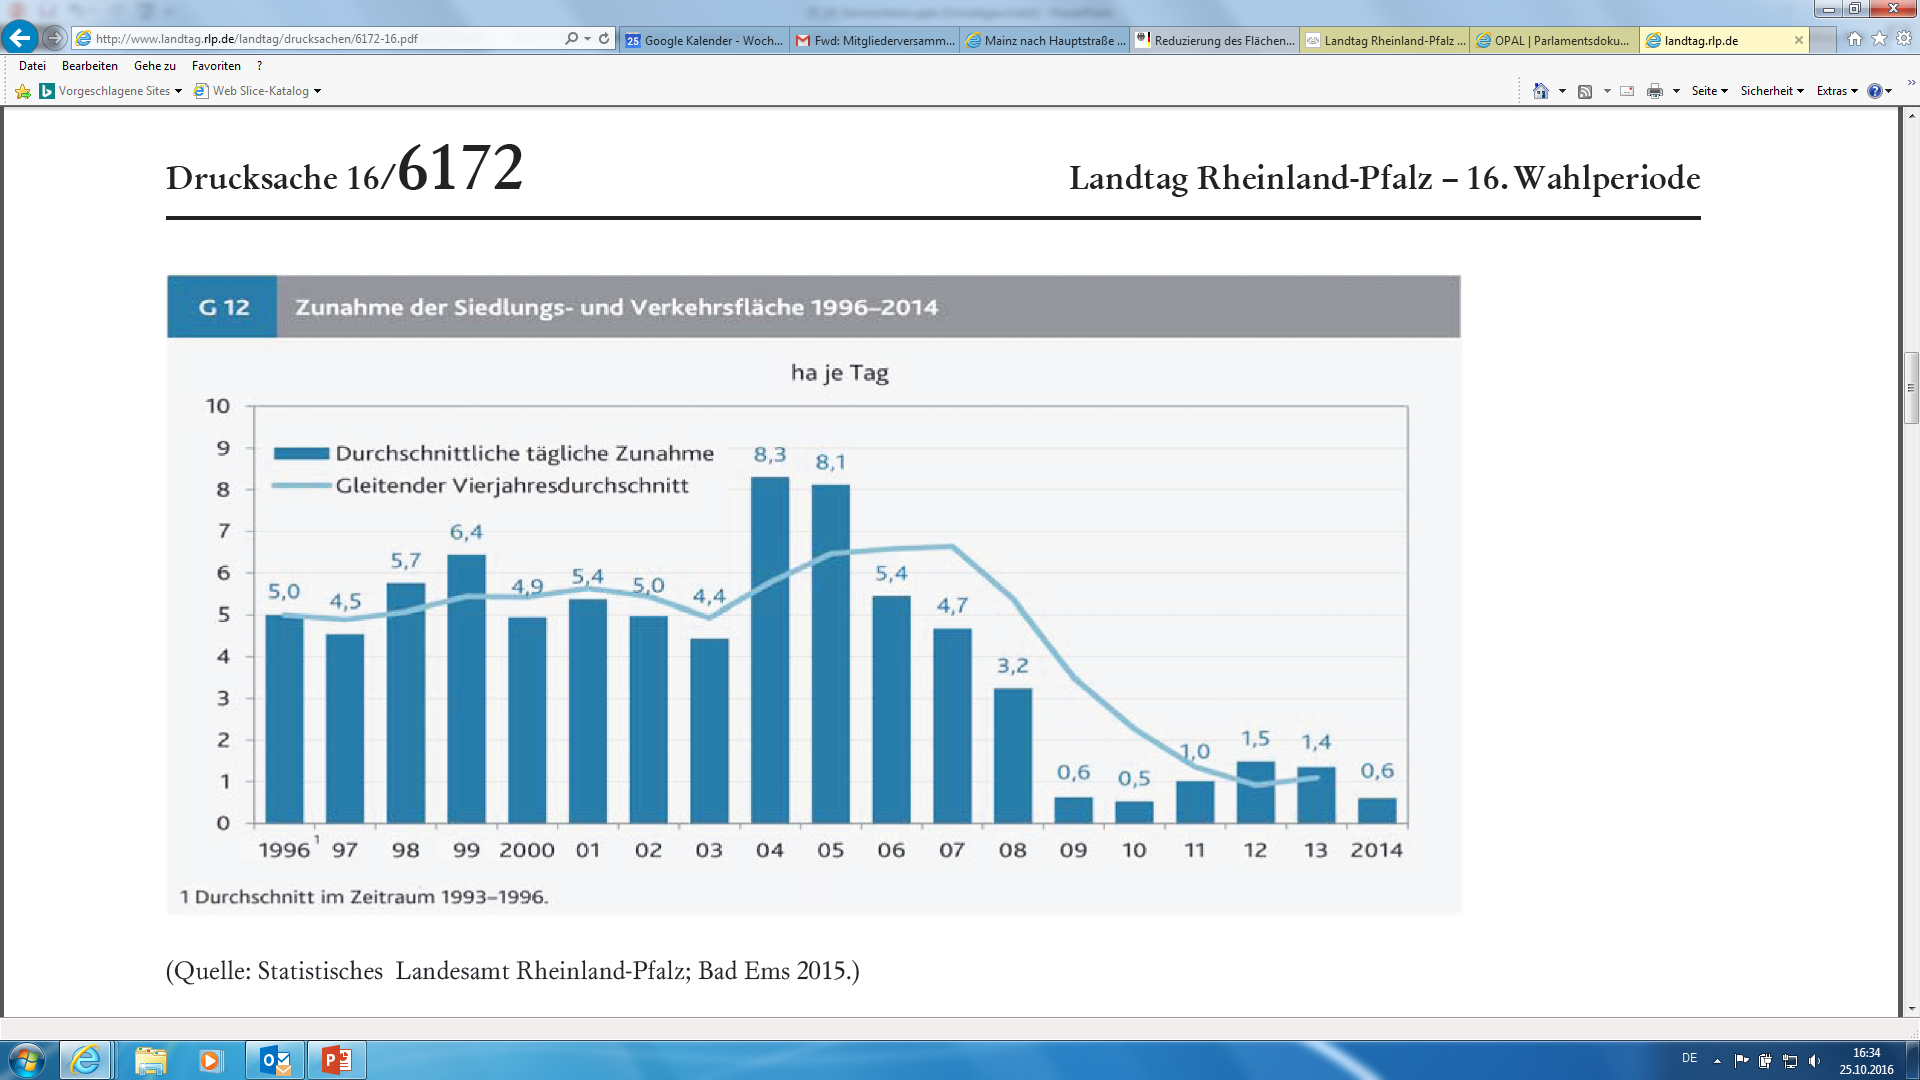 http://www.landtag.rlp.de/landtag/drucksachen/6172-16.pdf
25 Google Kalender - Woch...
Fwd: Mitgliederversamm...
Mainz nach Hauptstraße ...
Reduzierung des Flächen...
Landtag Rheinland-Pfalz ...
OPAL | Parlamentsdoku...
landtag.rlp.de
Datei Bearbeiten Gehe zu Favoriten ?
Vorgeschlagene Sites Web Slice-Katalog
Seite Sicherheit Extras
Drucksache 16/6172
Landtag Rheinland-Pfalz – 16. Wahlperiode
G 12 Zunahme der Siedlungs- und Verkehrsfläche 1996–2014
ha je Tag
10
9
8
7
6
5
4
3
2
1
0
Durchschnittliche tägliche Zunahme
Gleitender Vierjahresdurchschnitt
5,0 4,5 5,7 6,4 4,9 5,4 5,0 4,4 8,3 8,1 5,4 4,7 3,2 0,6 0,5 1,0 1,5 1,4 0,6
1996 1 97 98 99 2000 01 02 03 04 05 06 07 08 09 10 11 12 13 2014
1 Durchschnitt im Zeitraum 1993–1996.
(Quelle: Statistisches Landesamt Rheinland-Pfalz; Bad Ems 2015.)
DE
16:34
25.10.2016